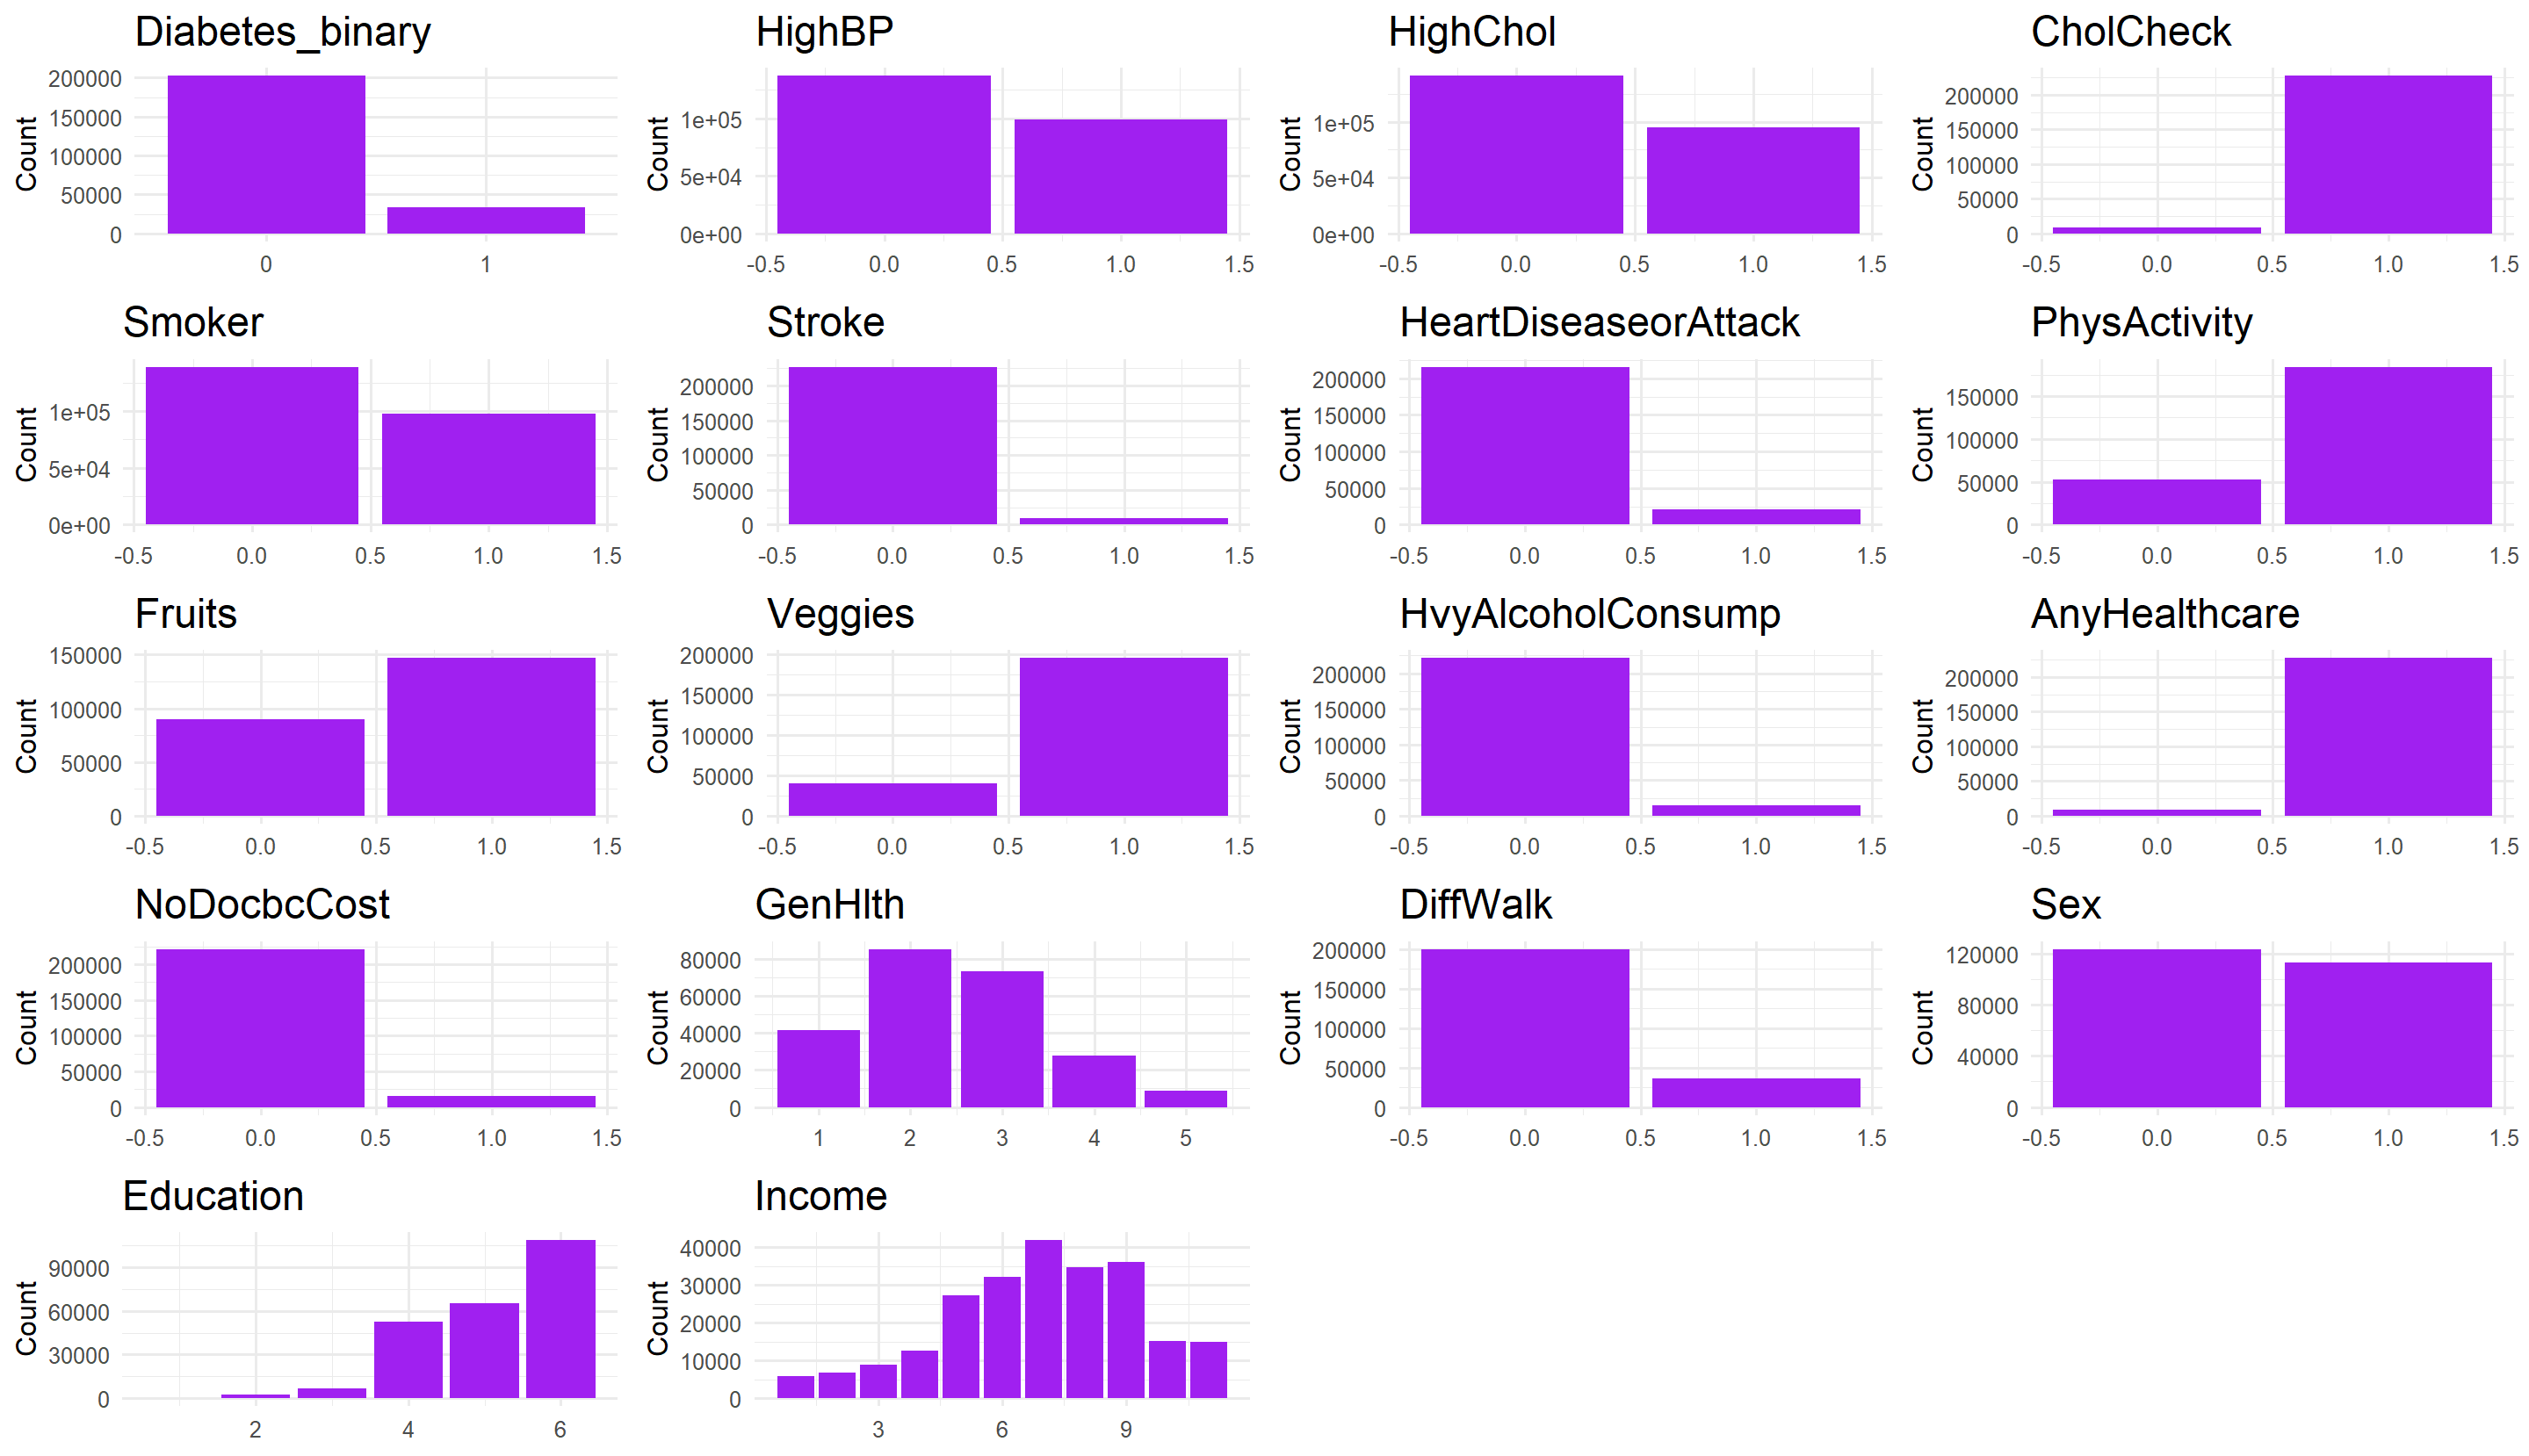 Diabetes_binary HighBP HighChol CholCheck
Count 200000 150000 100000 50000 0 Count 1e+05 5e+04 0e+00 Count 1e+05 5e+04 0e+00 Count 200000 150000 100000 50000 0
0 1 -0.5 0.0 0.5 1.0 1.5 -0.5 0.0 0.5 1.0 1.5 -0.5 0.0 0.5 1.0 1.5
Smoker Stroke HeartDiseaseorAttack PhysActivity
Count 1e+05 5e+04 0e+00 Count 200000 150000 100000 50000 0 Count 200000 150000 100000 50000 0 Count 150000 100000 50000 0
-0.5 0.0 0.5 1.0 1.5 -0.5 0.0 0.5 1.0 1.5 -0.5 0.0 0.5 1.0 1.5 -0.5 0.0 0.5 1.0 1.5
Fruits Veggies HvyAlcoholConsump AnyHealthcare
Count 150000 100000 50000 0 Count 200000 150000 100000 50000 0 Count 200000 150000 100000 50000 0 Count 200000 150000 100000 50000 0
-0.5 0.0 0.5 1.0 1.5 -0.5 0.0 0.5 1.0 1.5 -0.5 0.0 0.5 1.0 1.5 -0.5 0.0 0.5 1.0 1.5
NoDocbcCost GenHlth DiffWalk Sex
Count 200000 150000 100000 50000 0 Count 80000 60000 40000 20000 0 Count 200000 150000 100000 50000 0 Count 120000 80000 40000 0
-0.5 0.0 0.5 1.0 1.5 1 2 3 4 5 -0.5 0.0 0.5 1.0 1.5 -0.5 0.0 0.5 1.0 1.5
Education Income
Count 90000 60000 30000 0 Count 40000 30000 20000 10000 0
2 4 6 3 6 9